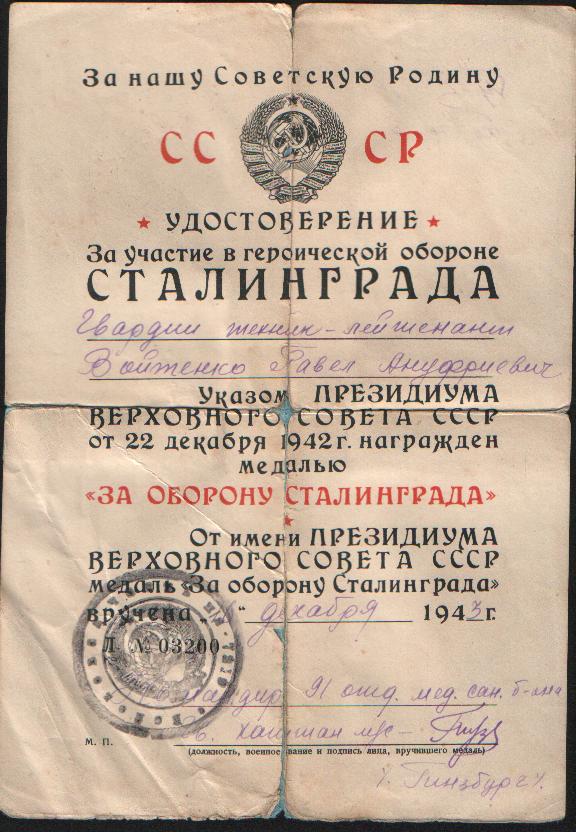 За нашу Советскую Родину
СС СР
УДОСТОВЕРЕНИЕ
За участие в героической обороне
СТАЛИНГРАДА
Гвардии техник-лейтенант
Войтенко Павел Ануфриевич
Указом ПРЕЗИДИУМА
ВЕРХОВНОГО СОВЕТА СССР
от 22 декабря 1942 г. награжден
медалью
«ЗА ОБОРОНУ СТАЛИНГРАДА»
От имени ПРЕЗИДИУМА
ВЕРХОВНОГО СОВЕТА СССР
медаль «За оборону Сталинграда»
вручена „ “ декабря 1943 г.
Л № 03200
91 отд. мед. сан. б-на
М. П.
(должность, военное звание и подпись лица, вручившего медаль)
Гинзбург